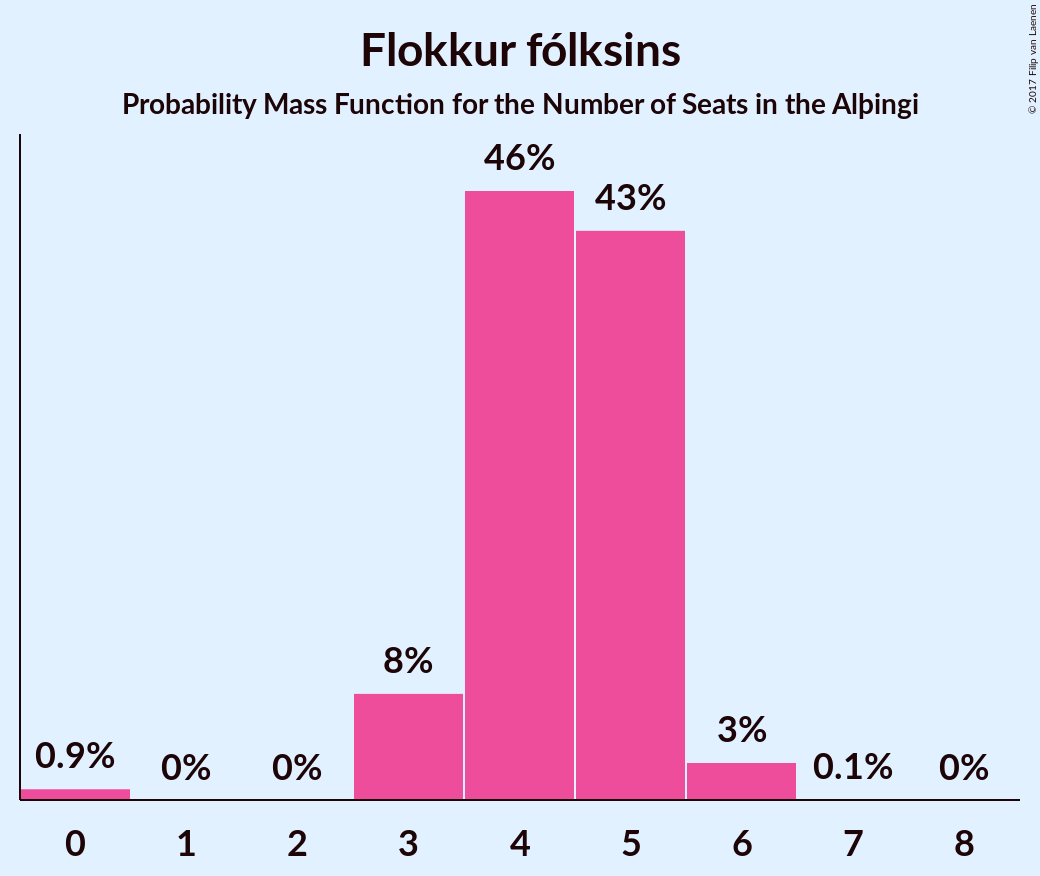 Flokkur fólksins
Probability Mass Function for the Number of Seats in the Alþingi
© 2017 Filip van Laenen
46%
43%
8%
3%
0.9%
0%
0%
0.1%
0%
0 1 2 3 4 5 6 7 8